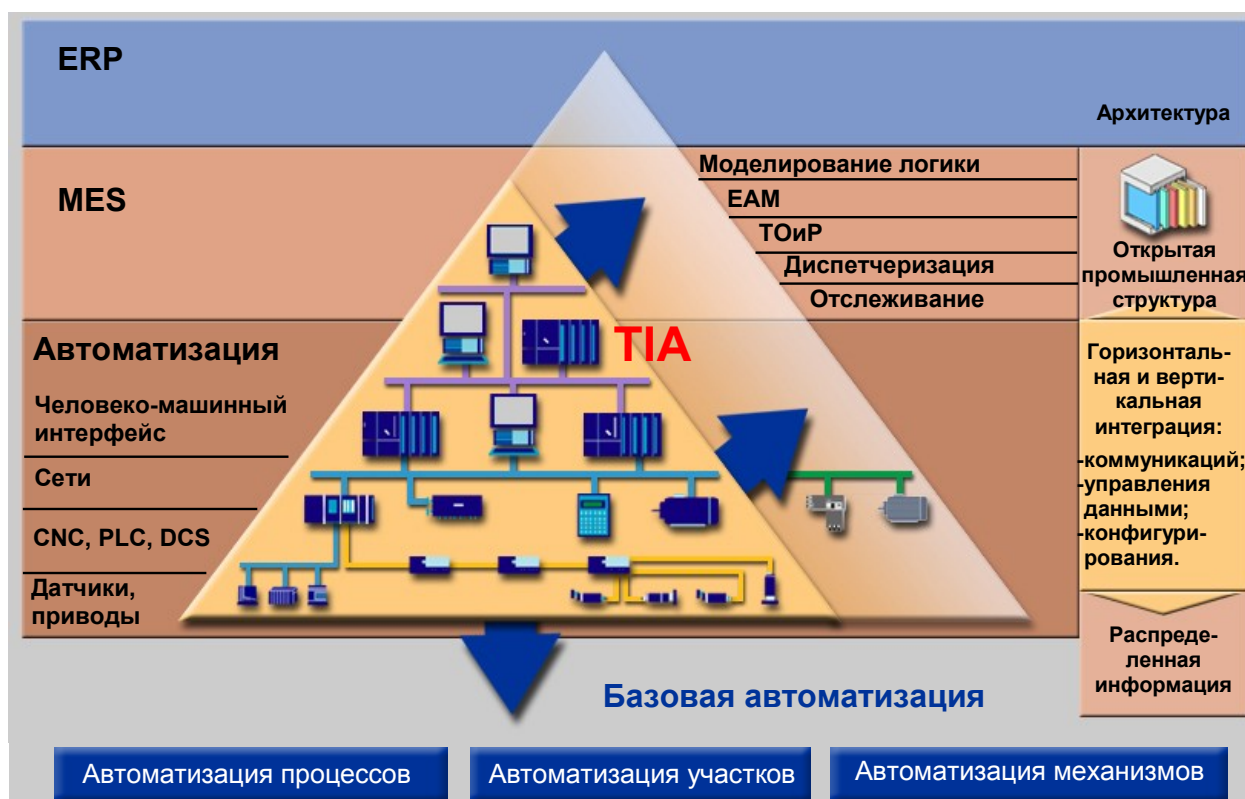 ERP
Архитектура
MES
Моделирование логики
EAM
ТОиР
Диспетчеризация
Отслеживание
Открытая
промышленная
структура
TIA
Автоматизация
Человеко-машинный
интерфейс
Сети
CNC, PLC, DCS
Датчики,
приводы
Горизонталь-
ная и верти-
кальная
интеграция:
-коммуникаций;
-управления
данными;
-конфигури-
рования.
Распреде-
ленная
информация
Базовая автоматизация
Автоматизация процессов
Автоматизация участков
Автоматизация механизмов